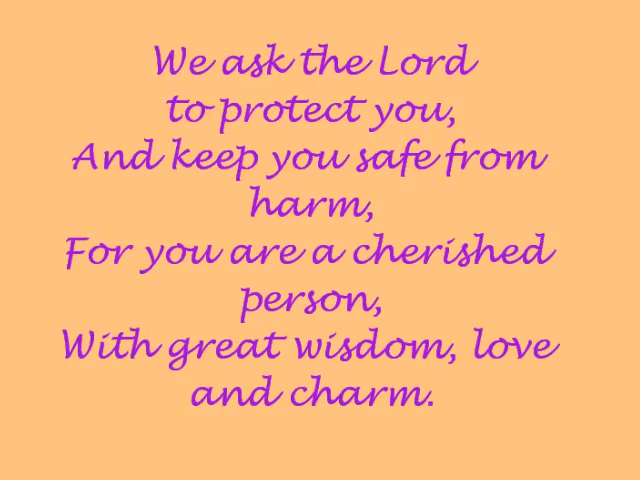 We ask the Lord
to protect you,
And keep you safe from
harm,
For you are a cherished
person,
With great wisdom, love
and charm.